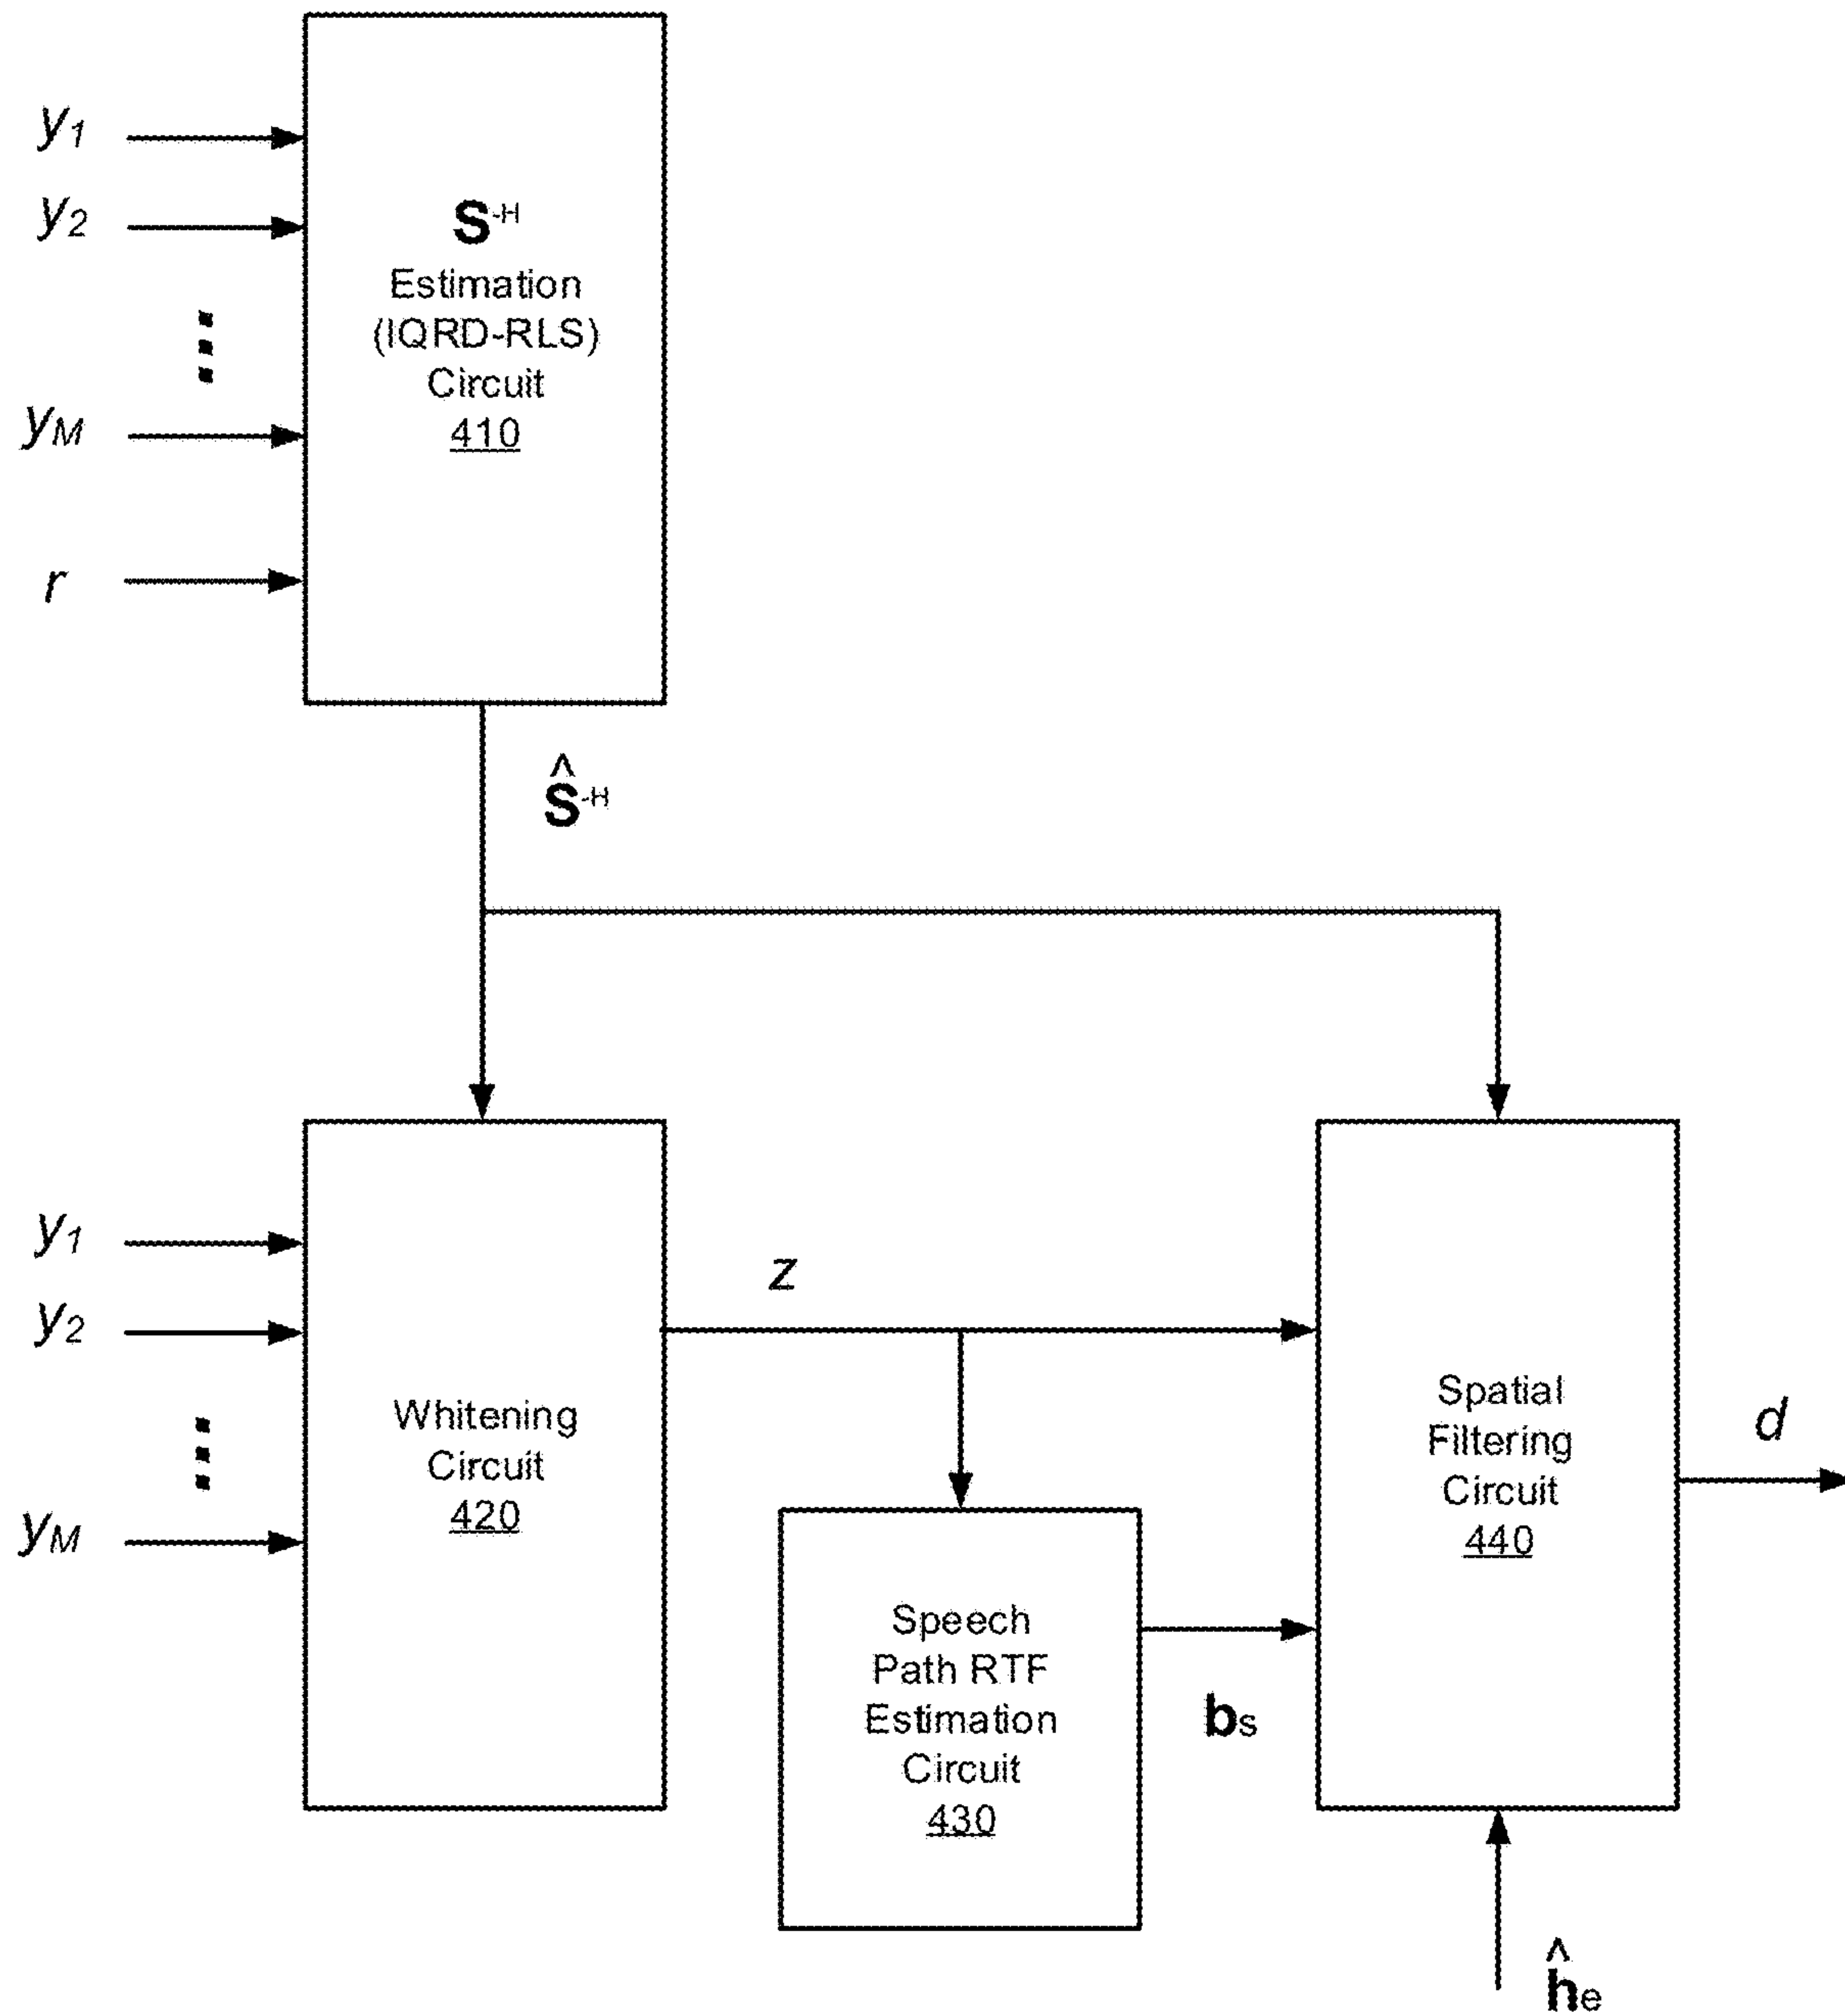 y1
y2
yM
r
S-H
Estimation
(IQRD-RLS)
Circuit
410
Ŝ-H
y1
y2
yM
Whitening
Circuit
420
z
Speech
Path RTF
Estimation
Circuit
430
bs
Spatial
Filtering
Circuit
440
d
ĥe